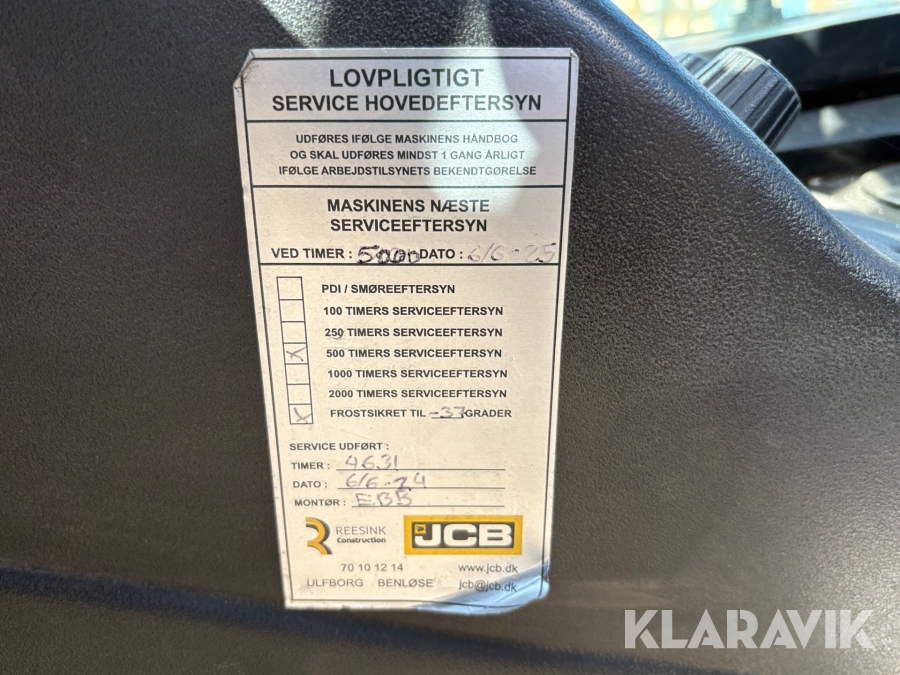 LOVPLIGTIGT
SERVICE HOVEDEFTERSYN
UDFØRES IFØLGE MASKINENS HÅNDBOG
OG SKAL UDFØRES MINDST 1 GANG ÅRLIGT
IFØLGE ARBEJDSTILSYNETS BEKENDTGØRELSE
MASKINENS NÆSTE
SERVICEEFTERSYN
VED TIMER : 5000 DATO : 6/6-25
PDI / SMØREEFTERSYN
100 TIMERS SERVICEEFTERSYN
250 TIMERS SERVICEEFTERSYN
X 500 TIMERS SERVICEEFTERSYN
1000 TIMERS SERVICEEFTERSYN
2000 TIMERS SERVICEEFTERSYN
X FROSTSIKRET TIL -37 GRADER
SERVICE UDFØRT :
TIMER : 4631
DATO : 6/6-24
MONTØR : EBB
REESINK
Construction
JCB
70 10 12 14 www.jcb.dk
ULFBORG BENLØSE jcb@jcb.dk
KLARAVIK